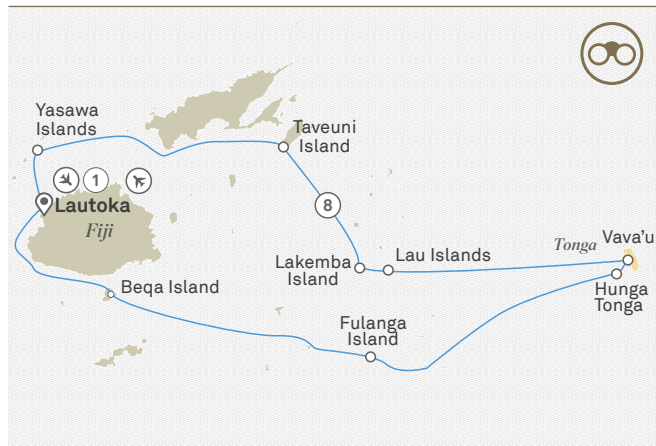 Yasawa
Islands
Taveuni
Island
1
Lautoka
Fiji
8
Lakemba
Island
Lau Islands
Tonga
Vava'u
Hunga
Tonga
Beqa Island
Fulanga
Island